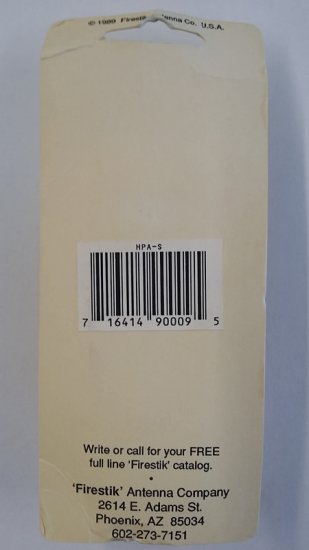 © 1989 Firestik Antenna Co. U.S.A.
HPA-S
7 16414 90009 5
Write or call for your FREE
full line 'Firestik' catalog.
•
'Firestik' Antenna Company
2614 E. Adams St.
Phoenix, AZ 85034
602-273-7151